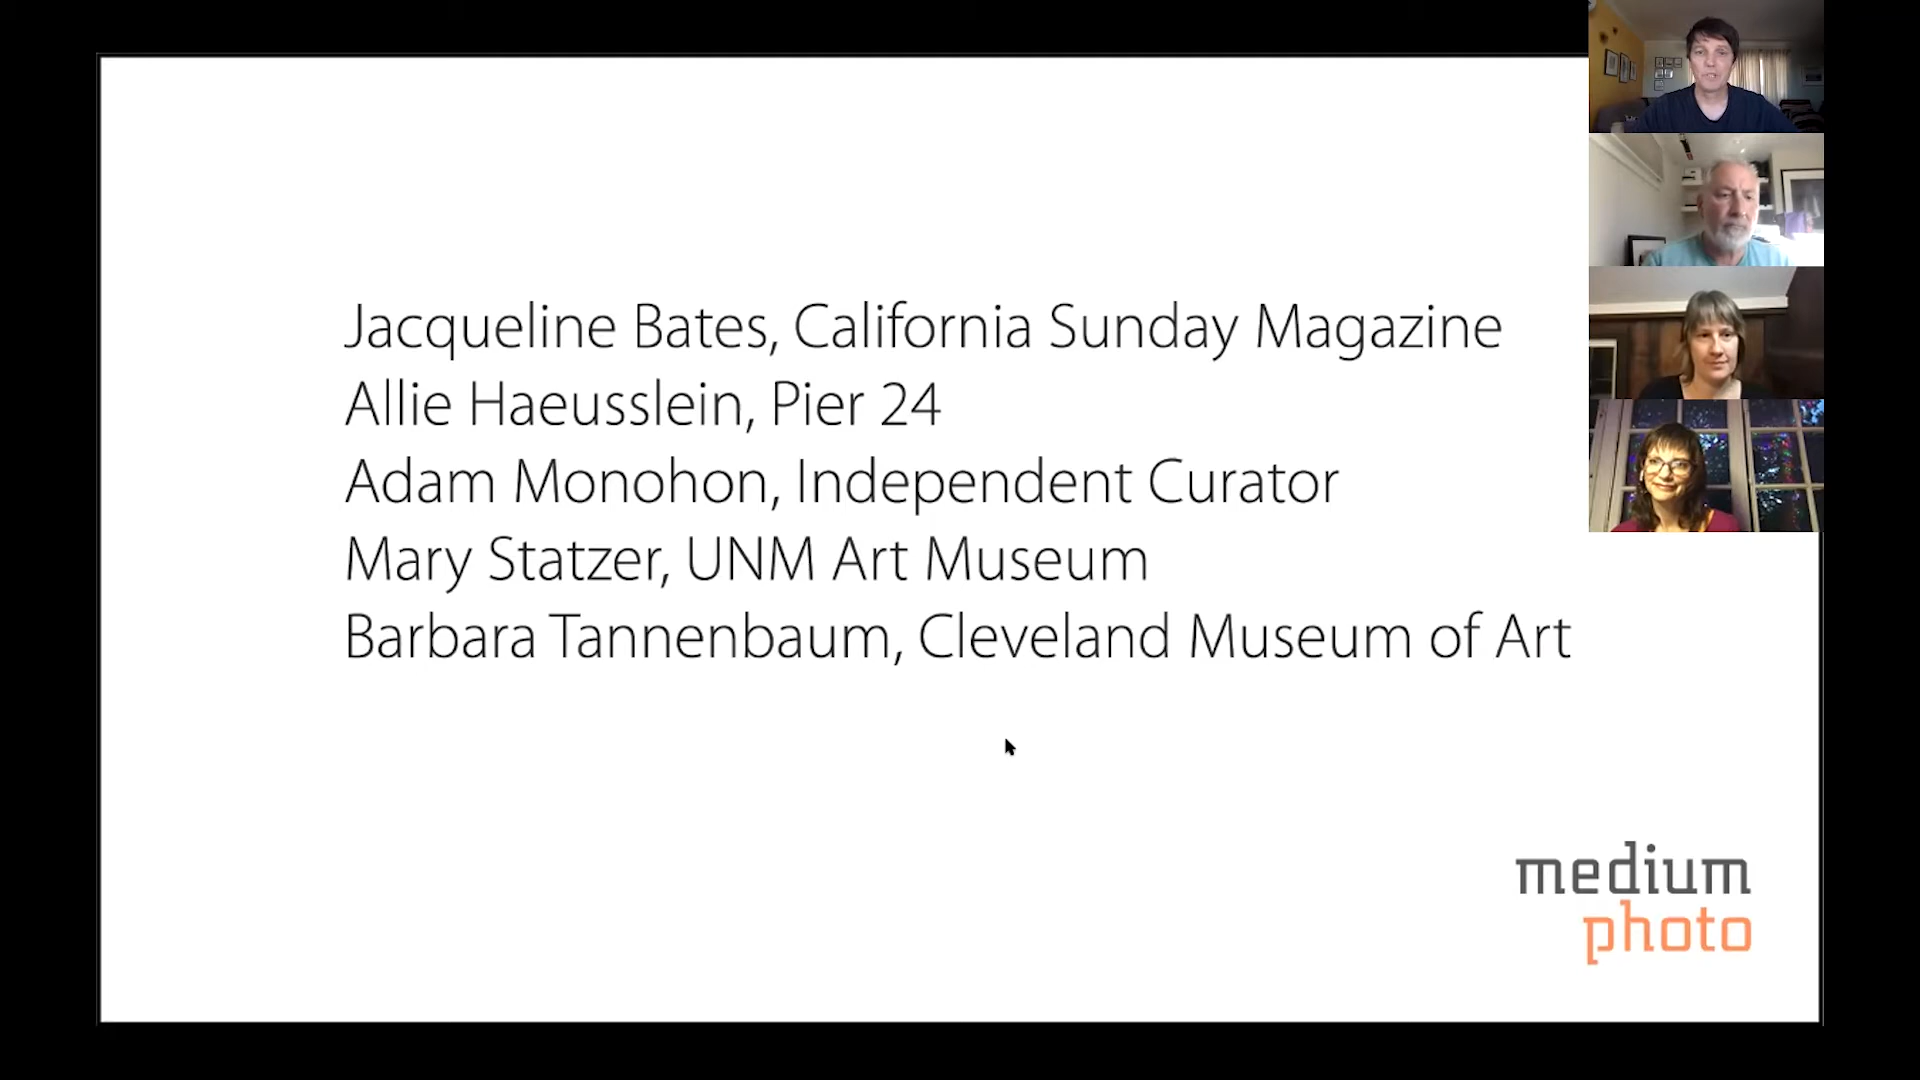 Jacqueline Bates, California Sunday Magazine
Allie Haeusslein, Pier 24
Adam Monohon, Independent Curator
Mary Statzer, UNM Art Museum
Barbara Tannenbaum, Cleveland Museum of Art
medium
photo